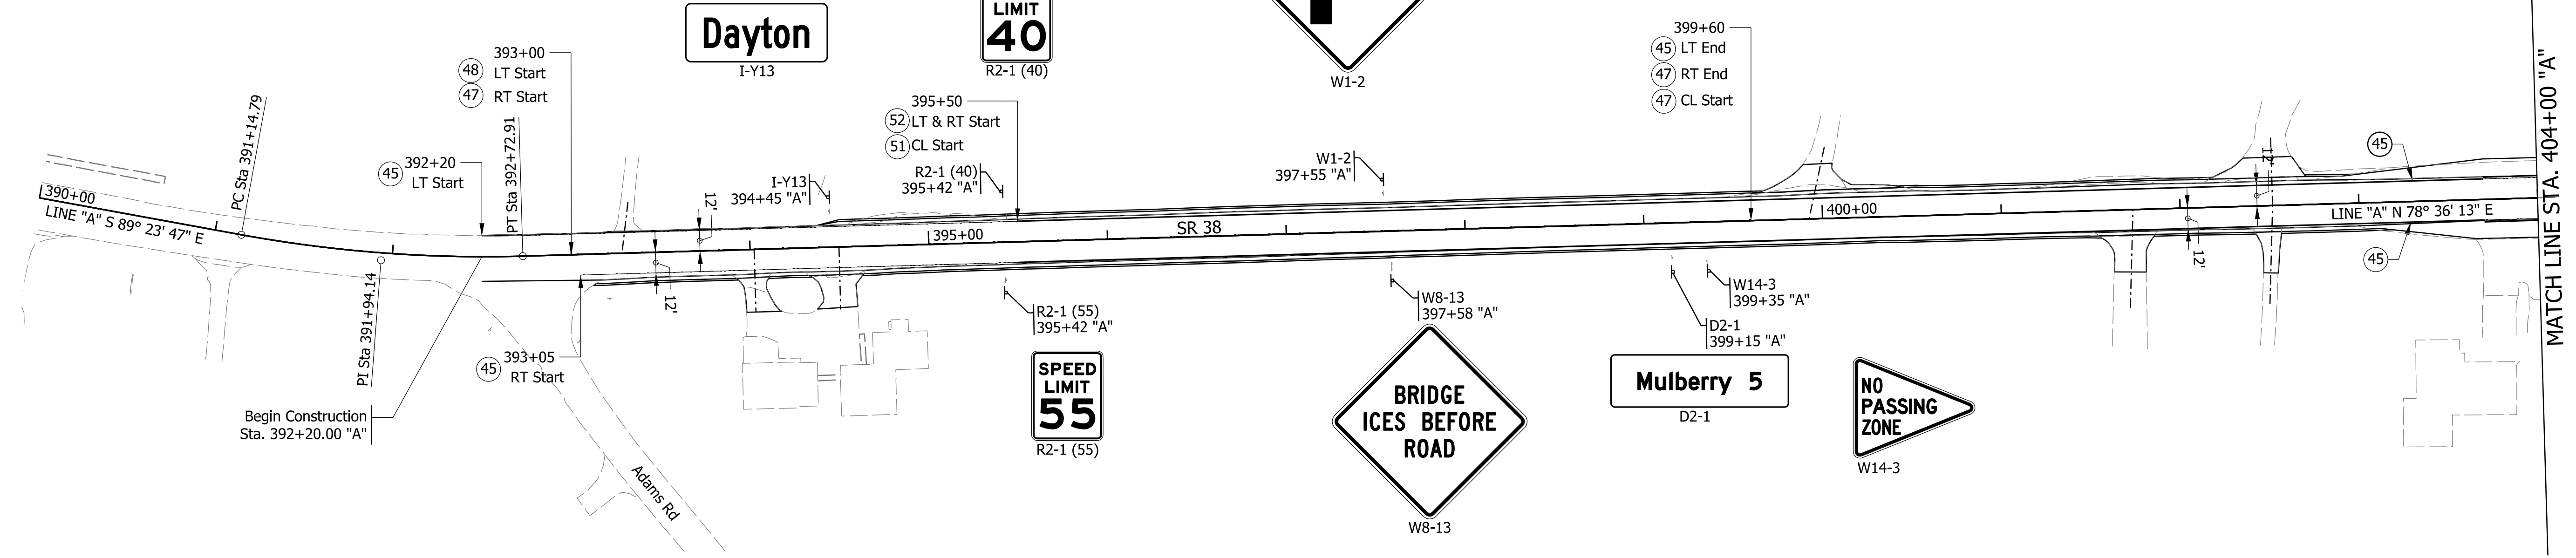 Dayton
I-Y13
LIMIT
40
R2-1 (40)
W1-2
393+00
48 LT Start
47 RT Start
PC Sta 391+14.79
PT Sta 392+72.91
45 392+20
LT Start
395+50
52 LT & RT Start
51 CL Start
R2-1 (40)
395+42 "A"
I-Y13
394+45 "A"
W1-2
397+55 "A"
399+60
45 LT End
47 RT End
47 CL Start
45
12'
12'
390+00
LINE "A" S 89° 23' 47" E
395+00
SR 38
400+00
LINE "A" N 78° 36' 13" E
MATCH LINE STA. 404+00 "A"
12'
12'
45
PI Sta 391+94.14
Begin Construction
Sta. 392+20.00 "A"
393+05
45 RT Start
Adams Rd
R2-1 (55)
395+42 "A"
SPEED
LIMIT
55
R2-1 (55)
W8-13
397+58 "A"
BRIDGE
ICES BEFORE
ROAD
W8-13
W14-3
399+35 "A"
D2-1
399+15 "A"
Mulberry 5
D2-1
NO
PASSING
ZONE
W14-3